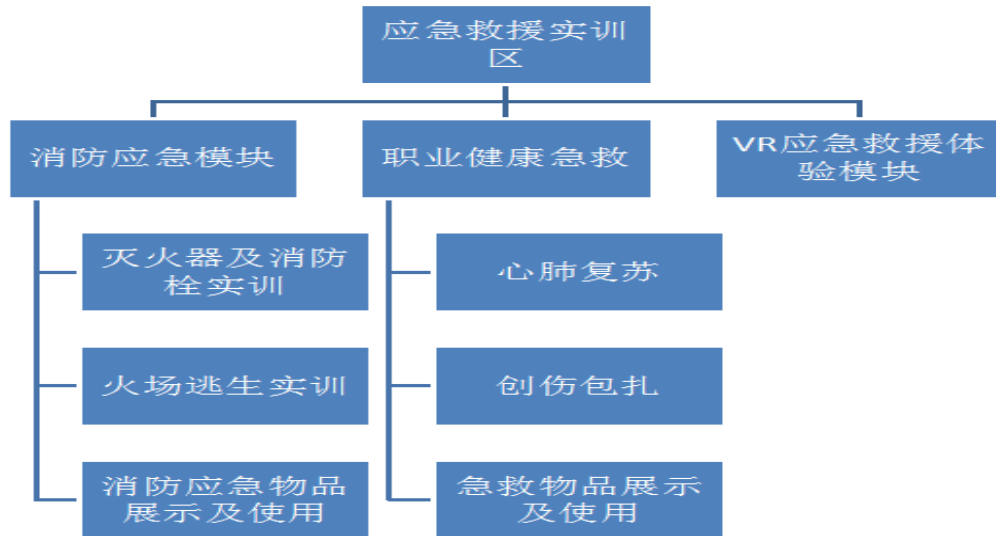 应急救援实训
区
消防应急模块
职业健康急救
VR应急救援体
验模块
灭火器及消防
栓实训
心肺复苏
火场逃生实训
创伤包扎
消防应急物品
展示及使用
急救物品展示
及使用